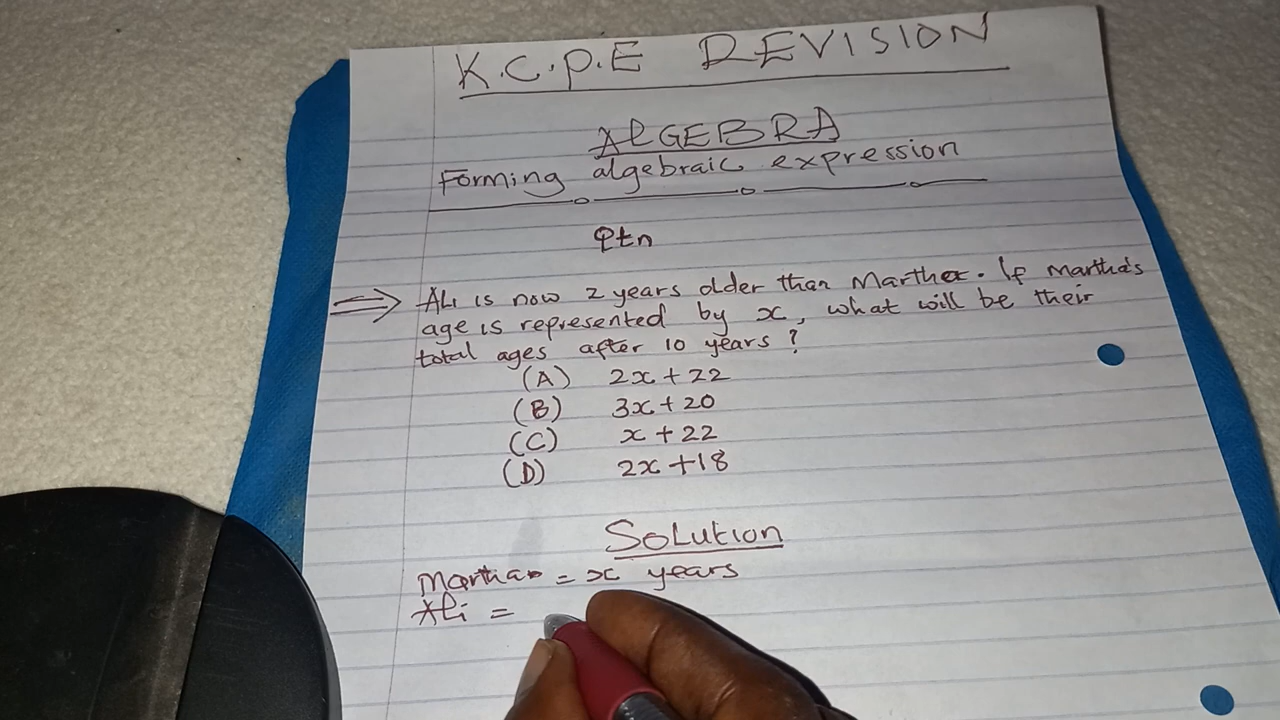 K.C.P.E REVISION
ALGEBRA
Forming algebraic expression
Qtn
Ali is now 2 years older than Martha. If martha's
age is represented by x, what will be their
total ages after 10 years?
(A) 2x + 22
(B) 3x + 20
(C) x + 22
(D) 2x + 18
Solution
Martha = x years
Ali =